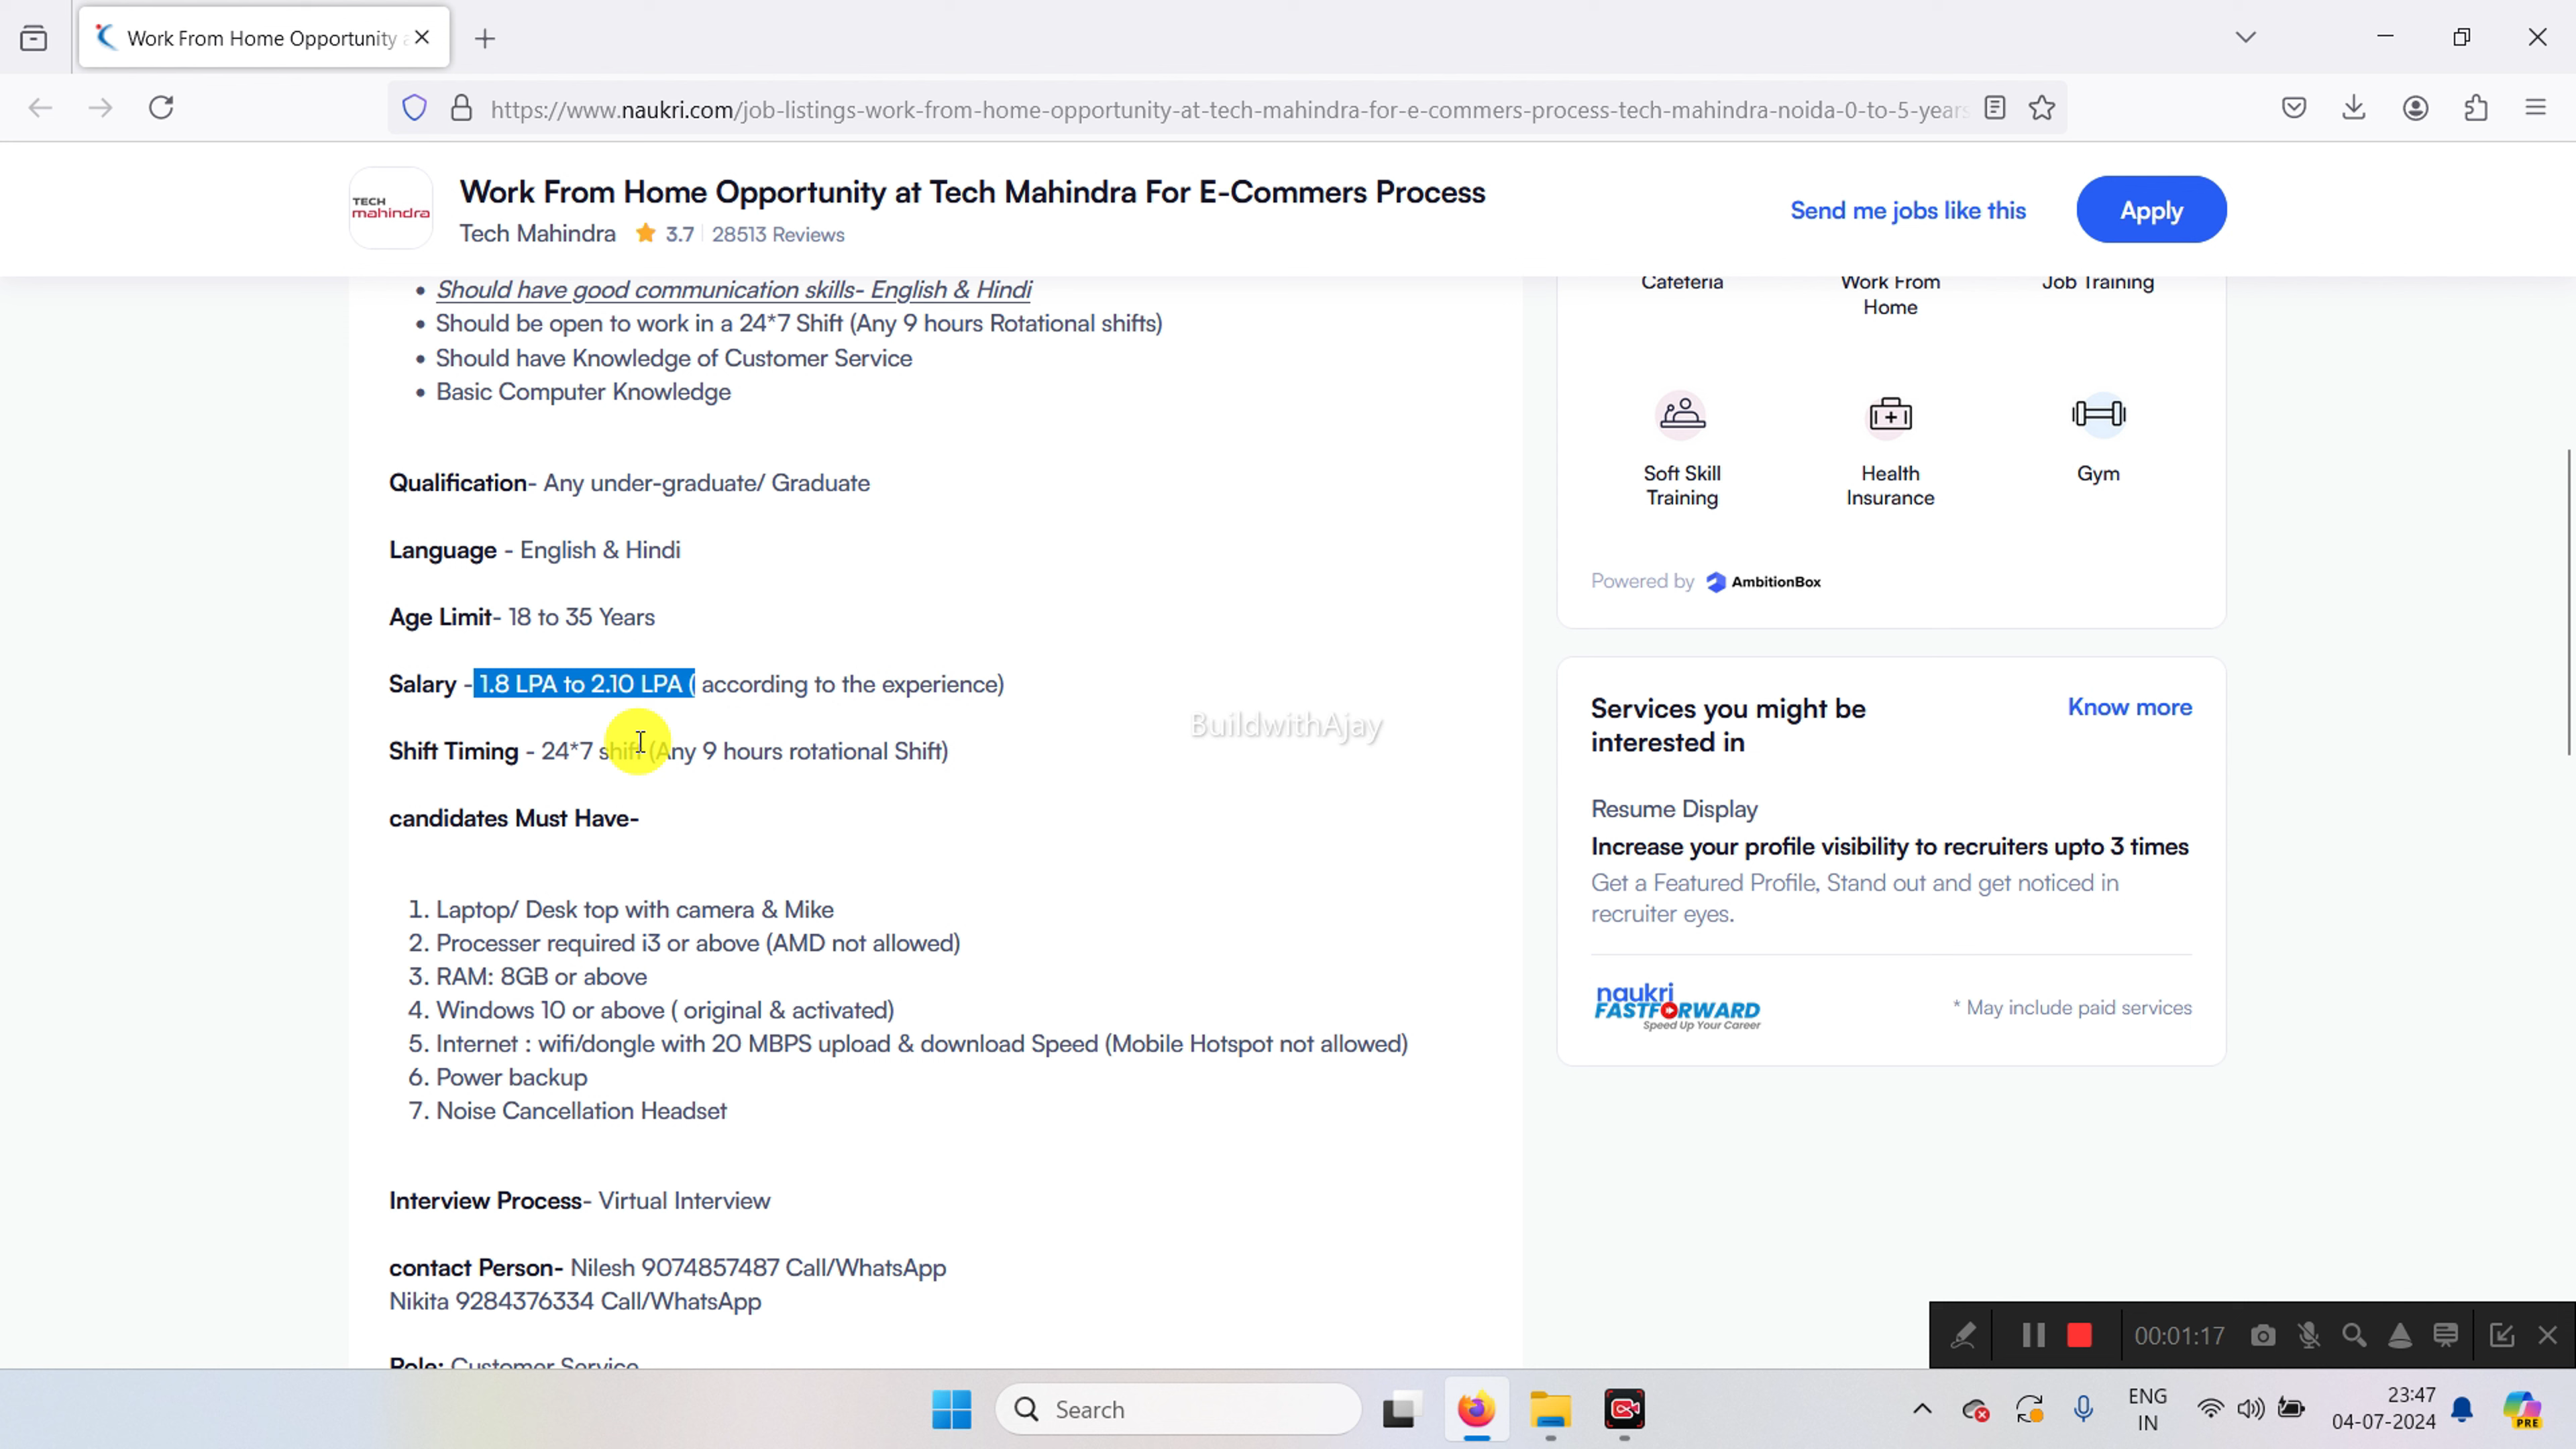 Work From Home Opportunity a
https://www.naukri.com/job-listings-work-from-home-opportunity-at-tech-mahindra-for-e-commers-process-tech-mahindra-noida-0-to-5-years
TECH
mahindra
Work From Home Opportunity at Tech Mahindra For E-Commers Process
Tech Mahindra 3.7 28513 Reviews
Send me jobs like this
Apply
• Should have good communication skills- English & Hindi
• Should be open to work in a 24*7 Shift (Any 9 hours Rotational shifts)
• Should have Knowledge of Customer Service
• Basic Computer Knowledge
Qualification- Any under-graduate/ Graduate
Language - English & Hindi
Age Limit- 18 to 35 Years
Salary - 1.8 LPA to 2.10 LPA ( according to the experience)
Shift Timing - 24*7 shift (Any 9 hours rotational Shift)
candidates Must Have-
1. Laptop/ Desk top with camera & Mike
2. Processer required i3 or above (AMD not allowed)
3. RAM: 8GB or above
4. Windows 10 or above ( original & activated)
5. Internet : wifi/dongle with 20 MBPS upload & download Speed (Mobile Hotspot not allowed)
6. Power backup
7. Noise Cancellation Headset
Interview Process- Virtual Interview
contact Person- Nilesh 9074857487 Call/WhatsApp
Nikita 9284376334 Call/WhatsApp
Role: Customer Service
Cafeteria
Work From
Home
Job Training
Soft Skill
Training
Health
Insurance
Gym
Powered by AmbitionBox
Services you might be
interested in
Know more
Resume Display
Increase your profile visibility to recruiters upto 3 times
Get a Featured Profile, Stand out and get noticed in
recruiter eyes.
naukri
FASTFORWARD
Speed Up Your Career
* May include paid services
BuildwithAjay
00:01:17
Search
ENG
IN
23:47
04-07-2024
PRE